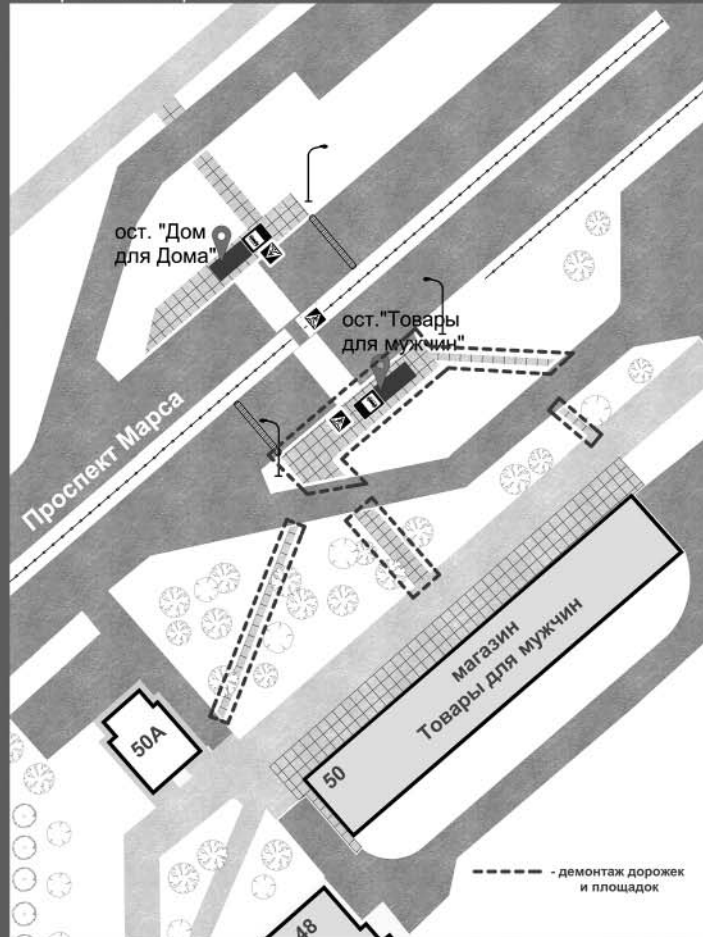 ост. "Дом
для Дома"
ост."Товары
для мужчин"
Проспект Марса
магазин
Товары для мужчин
50А
50
48
- демонтаж дорожек
и площадок